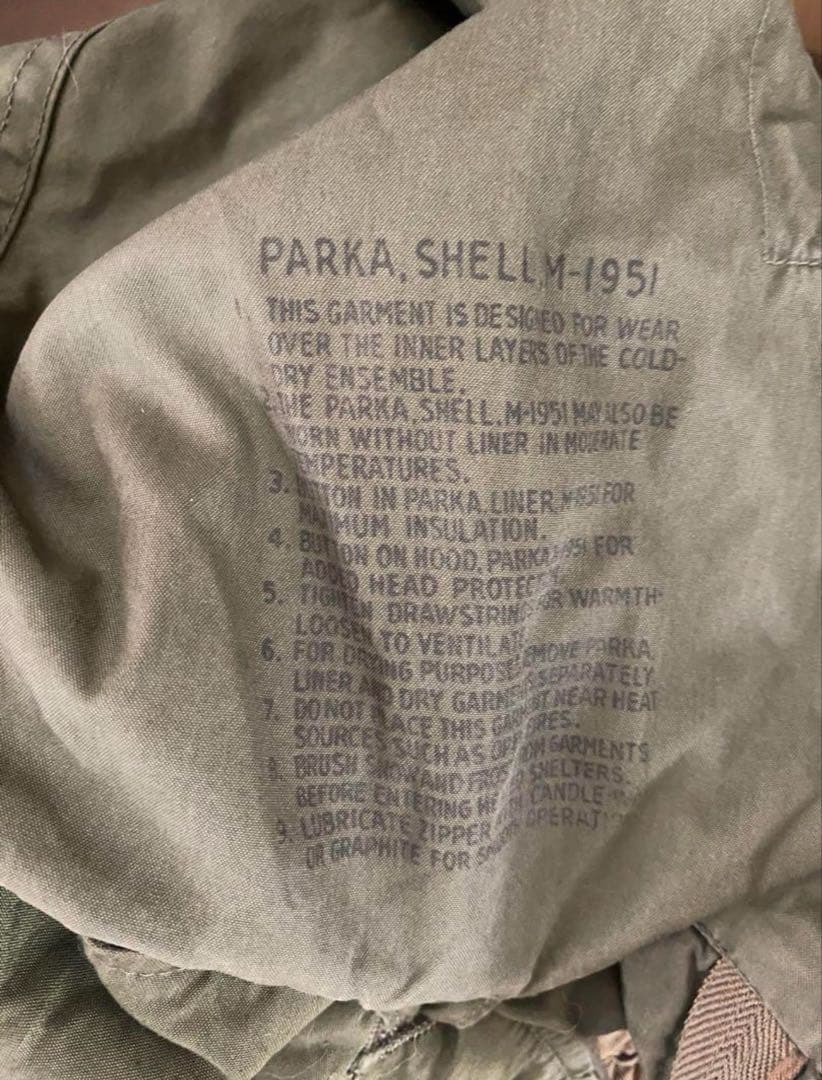 PARKA, SHELL, M-1951
THIS GARMENT IS DESIGNED FOR WEAR
OVER THE INNER LAYERS OF THE COLD-
DRY ENSEMBLE.
2. THE PARKA, SHELL, M-1951 MAY ALSO BE
WORN WITHOUT LINER IN MODERATE
TEMPERATURES.
3. BUTTON IN PARKA LINER, M-1951 FOR
MAXIMUM INSULATION.
4. BUTTON ON HOOD, PARKA, 1951 FOR
ADDED HEAD
5. TIGHTEN DRAWSTRING FOR WARMTH-
LOOSEN TO VENTILATE
6. FOR DRYING PURPOSES REMOVE PARKA
LINER AND DRY SEPARATELY
7. DO NOT PLACE THIS NEAR HEAT
SOURCES SUCH AS
8. BRUSH SNOW AND FROST GARMENTS
BEFORE ENTERING SHELTERS.
9. LUBRICATE ZIPPER CANDLE-
OR GRAPHITE FOR